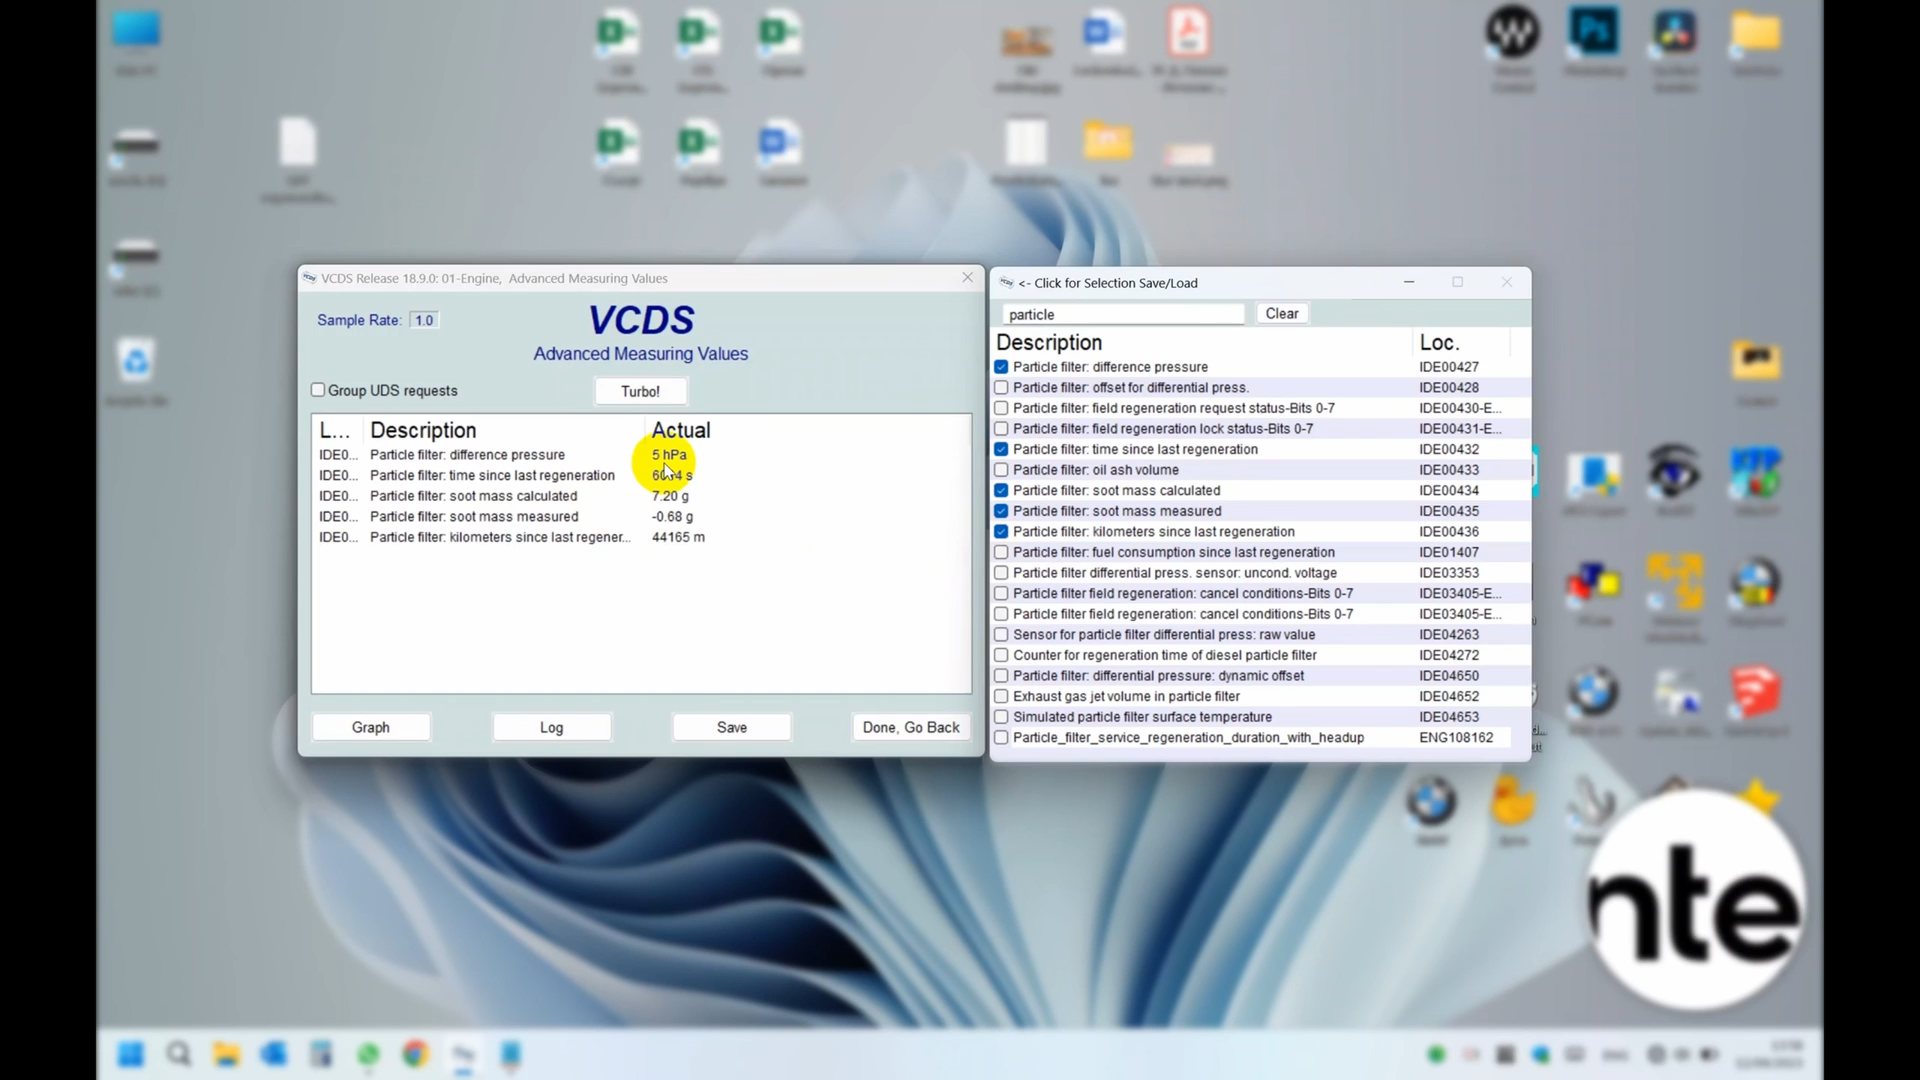 VCDS Release 18.9.0: 01-Engine, Advanced Measuring Values
Sample Rate: 1.0
VCDS
Advanced Measuring Values
Group UDS requests
Turbo!
L... Description Actual
IDE0... Particle filter: difference pressure 5 hPa
IDE0... Particle filter: time since last regeneration
IDE0... Particle filter: soot mass calculated 7.20 g
IDE0... Particle filter: soot mass measured -0.68 g
IDE0... Particle filter: kilometers since last regener... 44165 m
Graph Log Save Done, Go Back
<- Click for Selection Save/Load
particle Clear
Description Loc.
Particle filter: difference pressure IDE00427
Particle filter: offset for differential press. IDE00428
Particle filter: field regeneration request status-Bits 0-7 IDE00430-E...
Particle filter: field regeneration lock status-Bits 0-7 IDE00431-E...
Particle filter: time since last regeneration IDE00432
Particle filter: oil ash volume IDE00433
Particle filter: soot mass calculated IDE00434
Particle filter: soot mass measured IDE00435
Particle filter: kilometers since last regeneration IDE00436
Particle filter: fuel consumption since last regeneration IDE01407
Particle filter differential press. sensor: uncond. voltage IDE03353
Particle filter field regeneration: cancel conditions-Bits 0-7 IDE03405-E...
Particle filter field regeneration: cancel conditions-Bits 0-7 IDE03405-E...
Sensor for particle filter differential press: raw value IDE04263
Counter for regeneration time of diesel particle filter IDE04272
Particle filter: differential pressure: dynamic offset IDE04650
Exhaust gas jet volume in particle filter IDE04652
Simulated particle filter surface temperature IDE04653
Particle_filter_service_regeneration_duration_with_headup ENG108162
Ps
nte